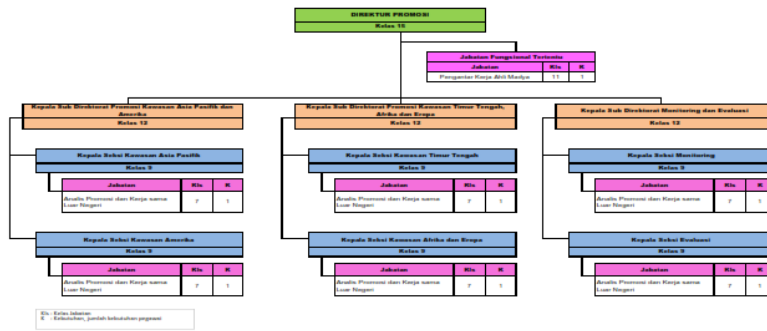 DIREKTUR PROMOSI
Kelas 15
Jabatan Fungsional Tertentu
Jabatan Kls K
Pengantar Kerja Ahli Madya 11 1
Kepala Sub Direktorat Promosi Kawasan Asia Pasifik dan
Amerika
Kelas 12
Kepala Sub Direktorat Promosi Kawasan Timur Tengah,
Afrika dan Eropa
Kelas 12
Kepala Sub Direktorat Monitoring dan Evaluasi
Kelas 12
Kepala Seksi Kawasan Asia Pasifik
Kelas 9
Jabatan Kls K
Analis Promosi dan Kerja sama
Luar Negeri 7 1
Kepala Seksi Kawasan Timur Tengah
Kelas 9
Jabatan Kls K
Analis Promosi dan Kerja sama
Luar Negeri 7 1
Kepala Seksi Monitoring
Kelas 9
Jabatan Kls K
Analis Promosi dan Kerja sama
Luar Negeri 7 1
Kepala Seksi Kawasan Amerika
Kelas 9
Jabatan Kls K
Analis Promosi dan Kerja sama
Luar Negeri 7 1
Kepala Seksi Kawasan Afrika dan Eropa
Kelas 9
Jabatan Kls K
Analis Promosi dan Kerja sama
Luar Negeri 7 1
Kepala Seksi Evaluasi
Kelas 9
Jabatan Kls K
Analis Promosi dan Kerja sama
Luar Negeri 7 1
Kls : Kelas Jabatan
K : Kebutuhan, jumlah kebutuhan pegawai